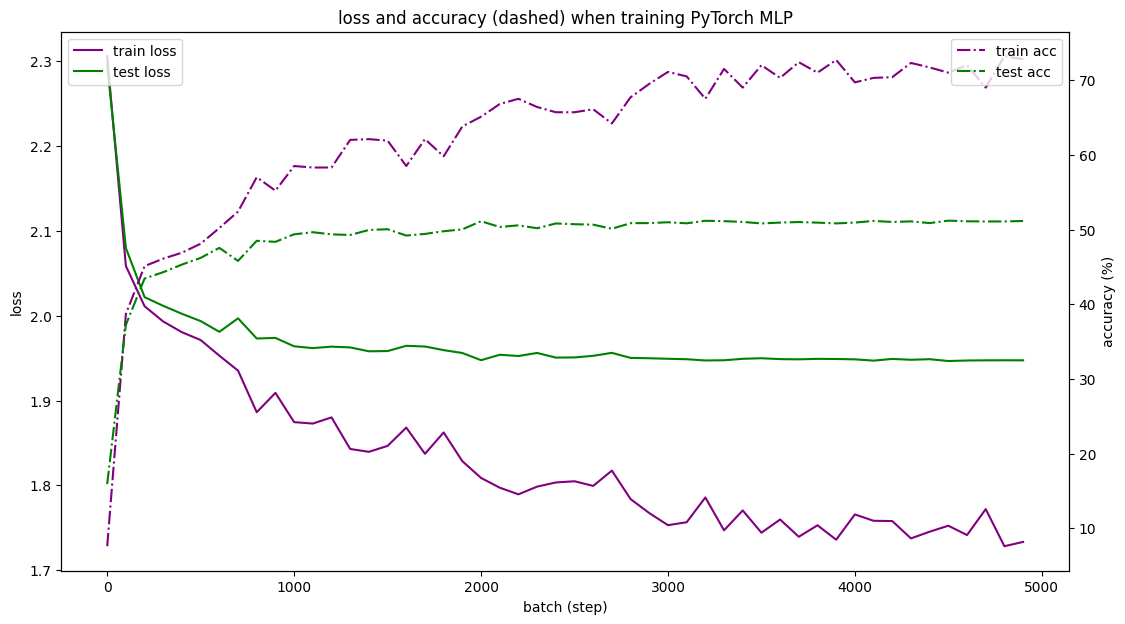 loss and accuracy (dashed) when training PyTorch MLP
train loss
test loss
train acc
test acc
2.3
2.2
2.1
2.0
1.9
1.8
1.7
loss
70
60
50
40
30
20
10
accuracy (%)
0 1000 2000 3000 4000 5000
batch (step)